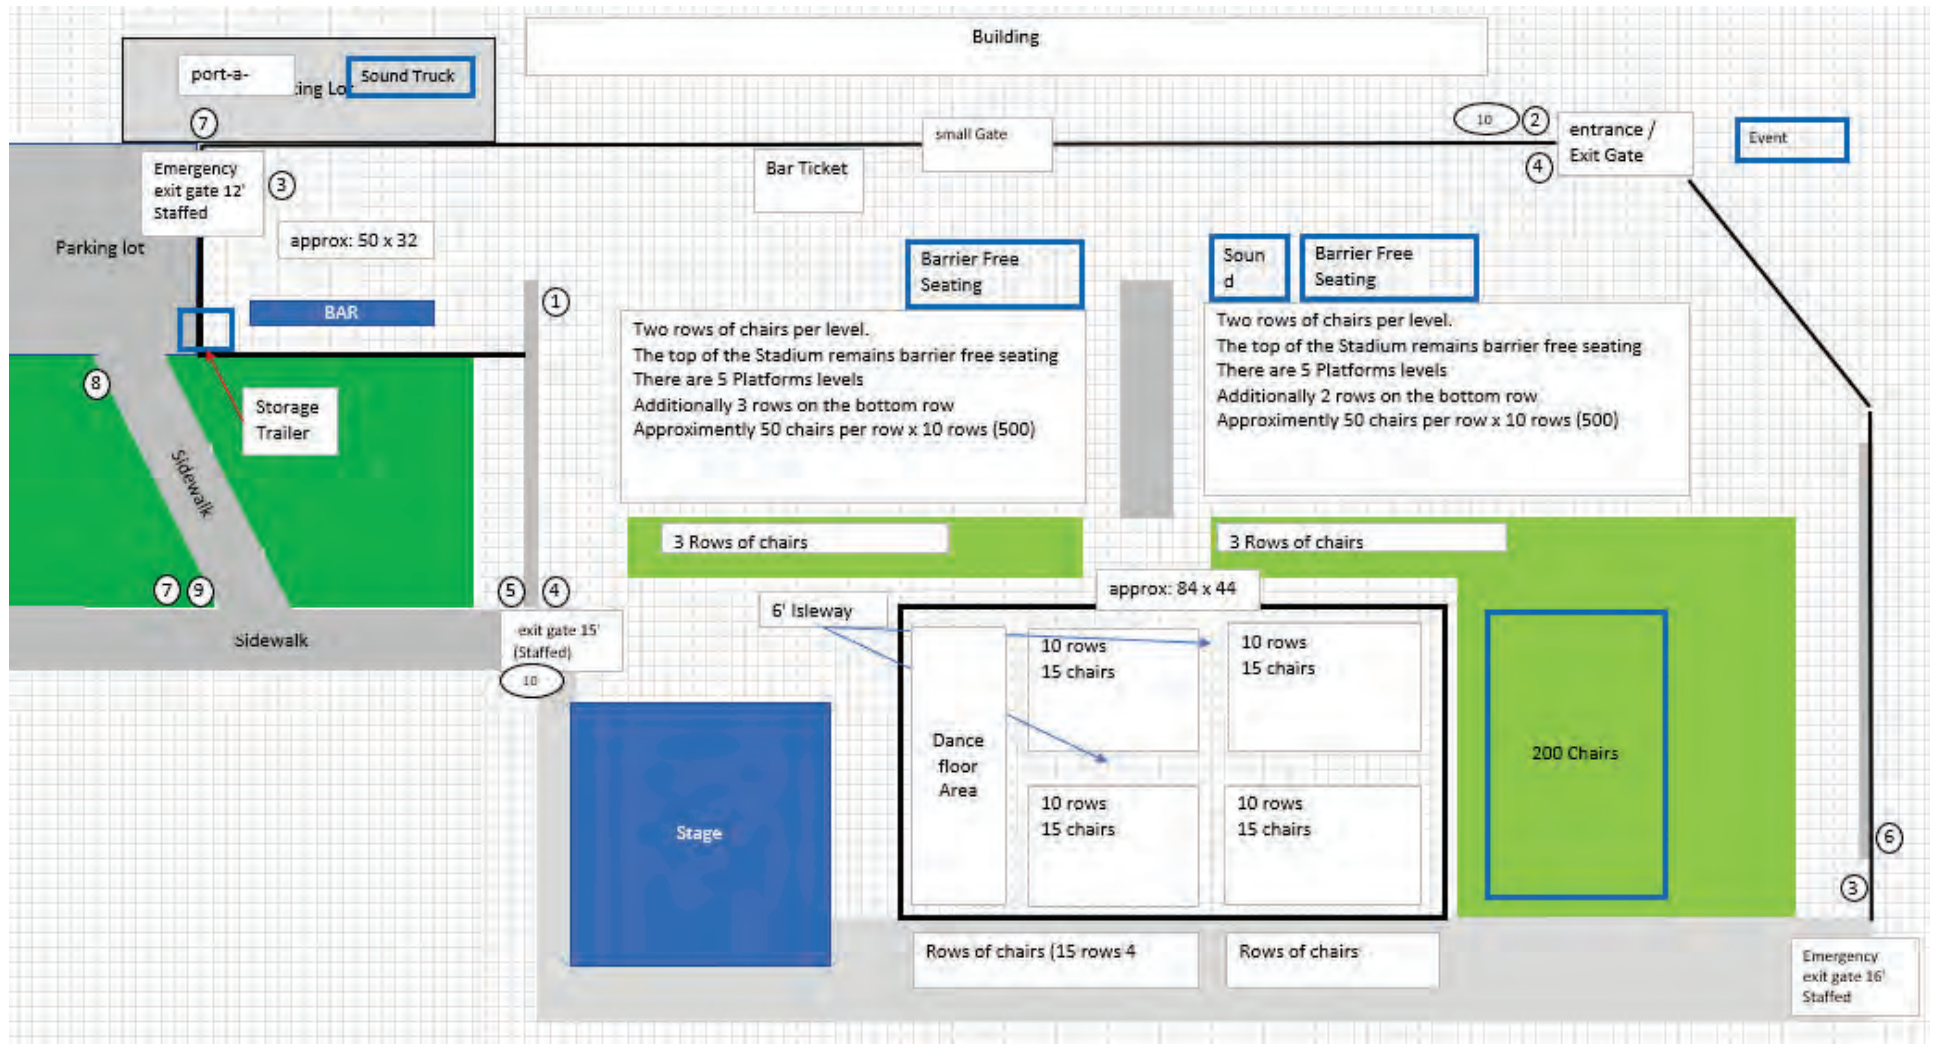 Building
port-a-
Sound Truck
ing Lo
7
small Gate
10
2
entrance /
Exit Gate
Event
4
Emergency
exit gate 12'
Staffed
3
Bar Ticket
Parking lot
approx: 50 x 32
BAR
1
Barrier Free
Seating
Soun
d
Barrier Free
Seating
Two rows of chairs per level.
The top of the Stadium remains barrier free seating
There are 5 Platforms levels
Additionally 3 rows on the bottom row
Approximently 50 chairs per row x 10 rows (500)
Two rows of chairs per level.
The top of the Stadium remains barrier free seating
There are 5 Platforms levels
Additionally 2 rows on the bottom row
Approximently 50 chairs per row x 10 rows (500)
8
Storage
Trailer
Sidewalk
3 Rows of chairs
3 Rows of chairs
7
9
5
4
approx: 84 x 44
6' Isleway
Sidewalk
exit gate 15'
(Staffed)
10
10 rows
15 chairs
10 rows
15 chairs
Dance
floor
Area
10 rows
15 chairs
10 rows
15 chairs
Stage
200 Chairs
6
3
Rows of chairs (15 rows 4
Rows of chairs
Emergency
exit gate 16'
Staffed